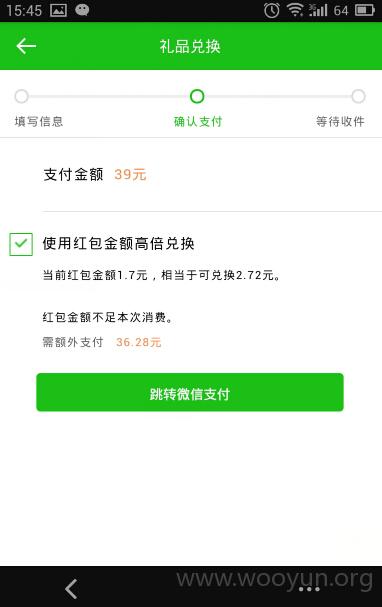 15:45
3G
64
礼品兑换
填写信息
确认支付
等待收件
支付金额 39元
使用红包金额高倍兑换
当前红包金额1.7元，相当于可兑换2.72元。
红包金额不足本次消费。
需额外支付 36.28元
跳转微信支付
www.wooyun.org